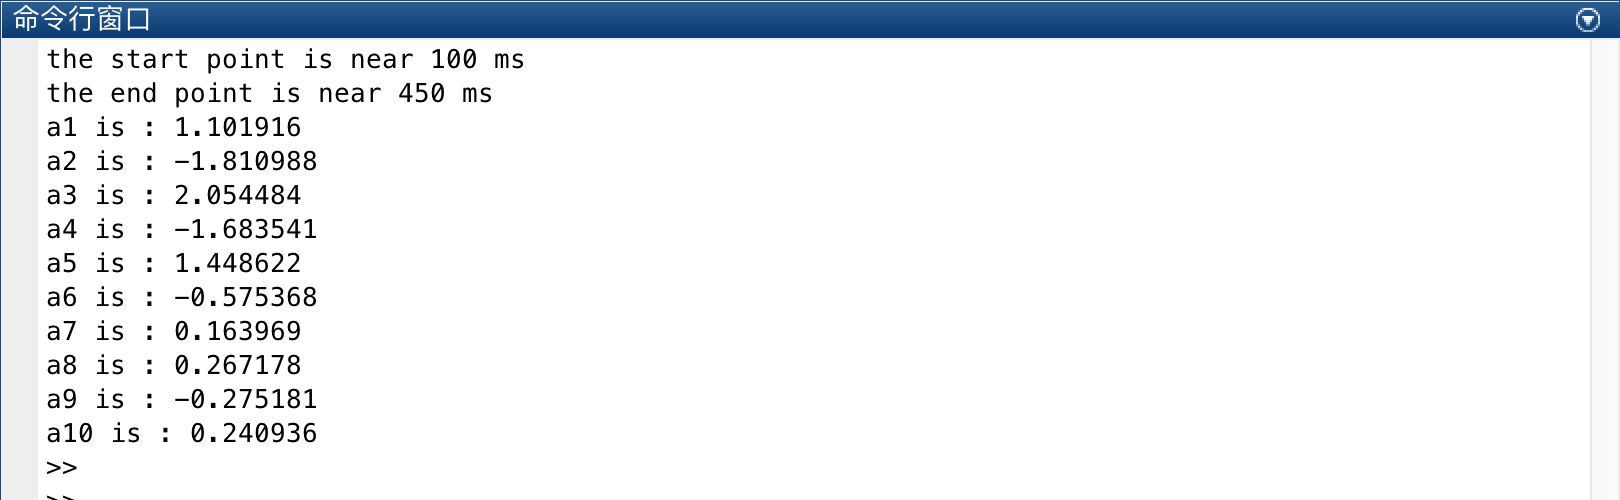 命令行窗口
the start point is near 100 ms
the end point is near 450 ms
a1 is : 1.101916
a2 is : -1.810988
a3 is : 2.054484
a4 is : -1.683541
a5 is : 1.448622
a6 is : -0.575368
a7 is : 0.163969
a8 is : 0.267178
a9 is : -0.275181
a10 is : 0.240936
>>
>>